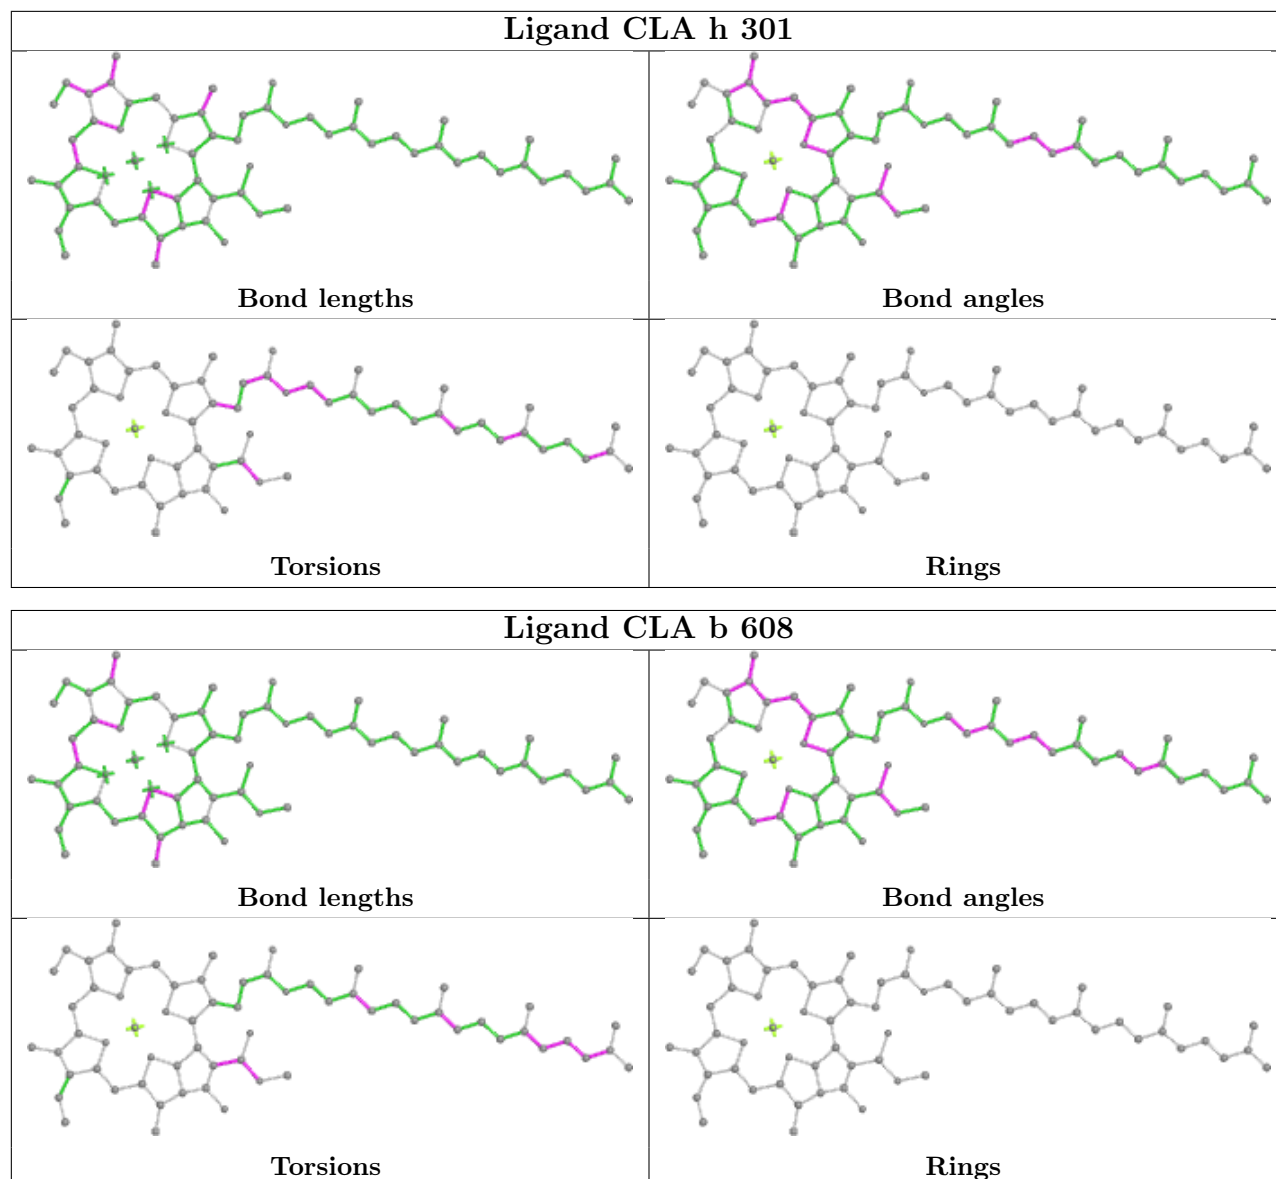 Ligand CLA h 301
Bond lengths
Bond angles
Torsions
Rings
Ligand CLA b 608
Bond lengths
Bond angles
Torsions
Rings